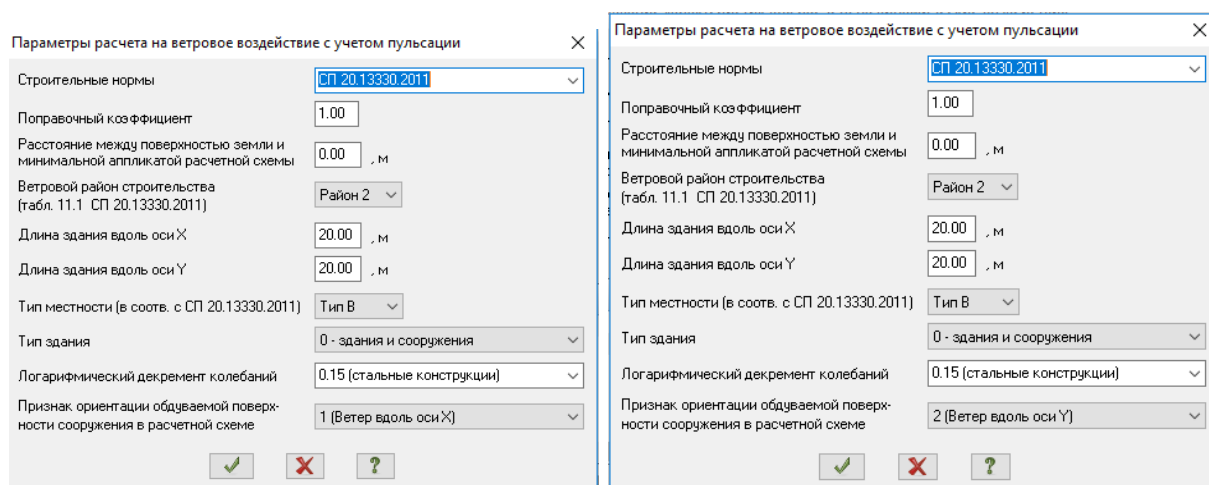 Параметры расчета на ветровое воздействие с учетом пульсации
Строительные нормы
СП 20.13330.2011
Поправочный коэффициент
1.00
Расстояние между поверхностью земли и
минимальной аппликатой расчетной схемы
0.00 , м
Ветровой район строительства
(табл. 11.1 СП 20.13330.2011)
Район 2
Длина здания вдоль оси X
20.00 , м
Длина здания вдоль оси Y
20.00 , м
Тип местности (в соотв. с СП 20.13330.2011)
Тип B
Тип здания
0 - здания и сооружения
Логарифмический декремент колебаний
0.15 (стальные конструкции)
Признак ориентации обдуваемой поверх-
ности сооружения в расчетной схеме
1 (Ветер вдоль оси X)
Параметры расчета на ветровое воздействие с учетом пульсации
Строительные нормы
СП 20.13330.2011
Поправочный коэффициент
1.00
Расстояние между поверхностью земли и
минимальной аппликатой расчетной схемы
0.00 , м
Ветровой район строительства
(табл. 11.1 СП 20.13330.2011)
Район 2
Длина здания вдоль оси X
20.00 , м
Длина здания вдоль оси Y
20.00 , м
Тип местности (в соотв. с СП 20.13330.2011)
Тип B
Тип здания
0 - здания и сооружения
Логарифмический декремент колебаний
0.15 (стальные конструкции)
Признак ориентации обдуваемой поверх-
ности сооружения в расчетной схеме
2 (Ветер вдоль оси Y)